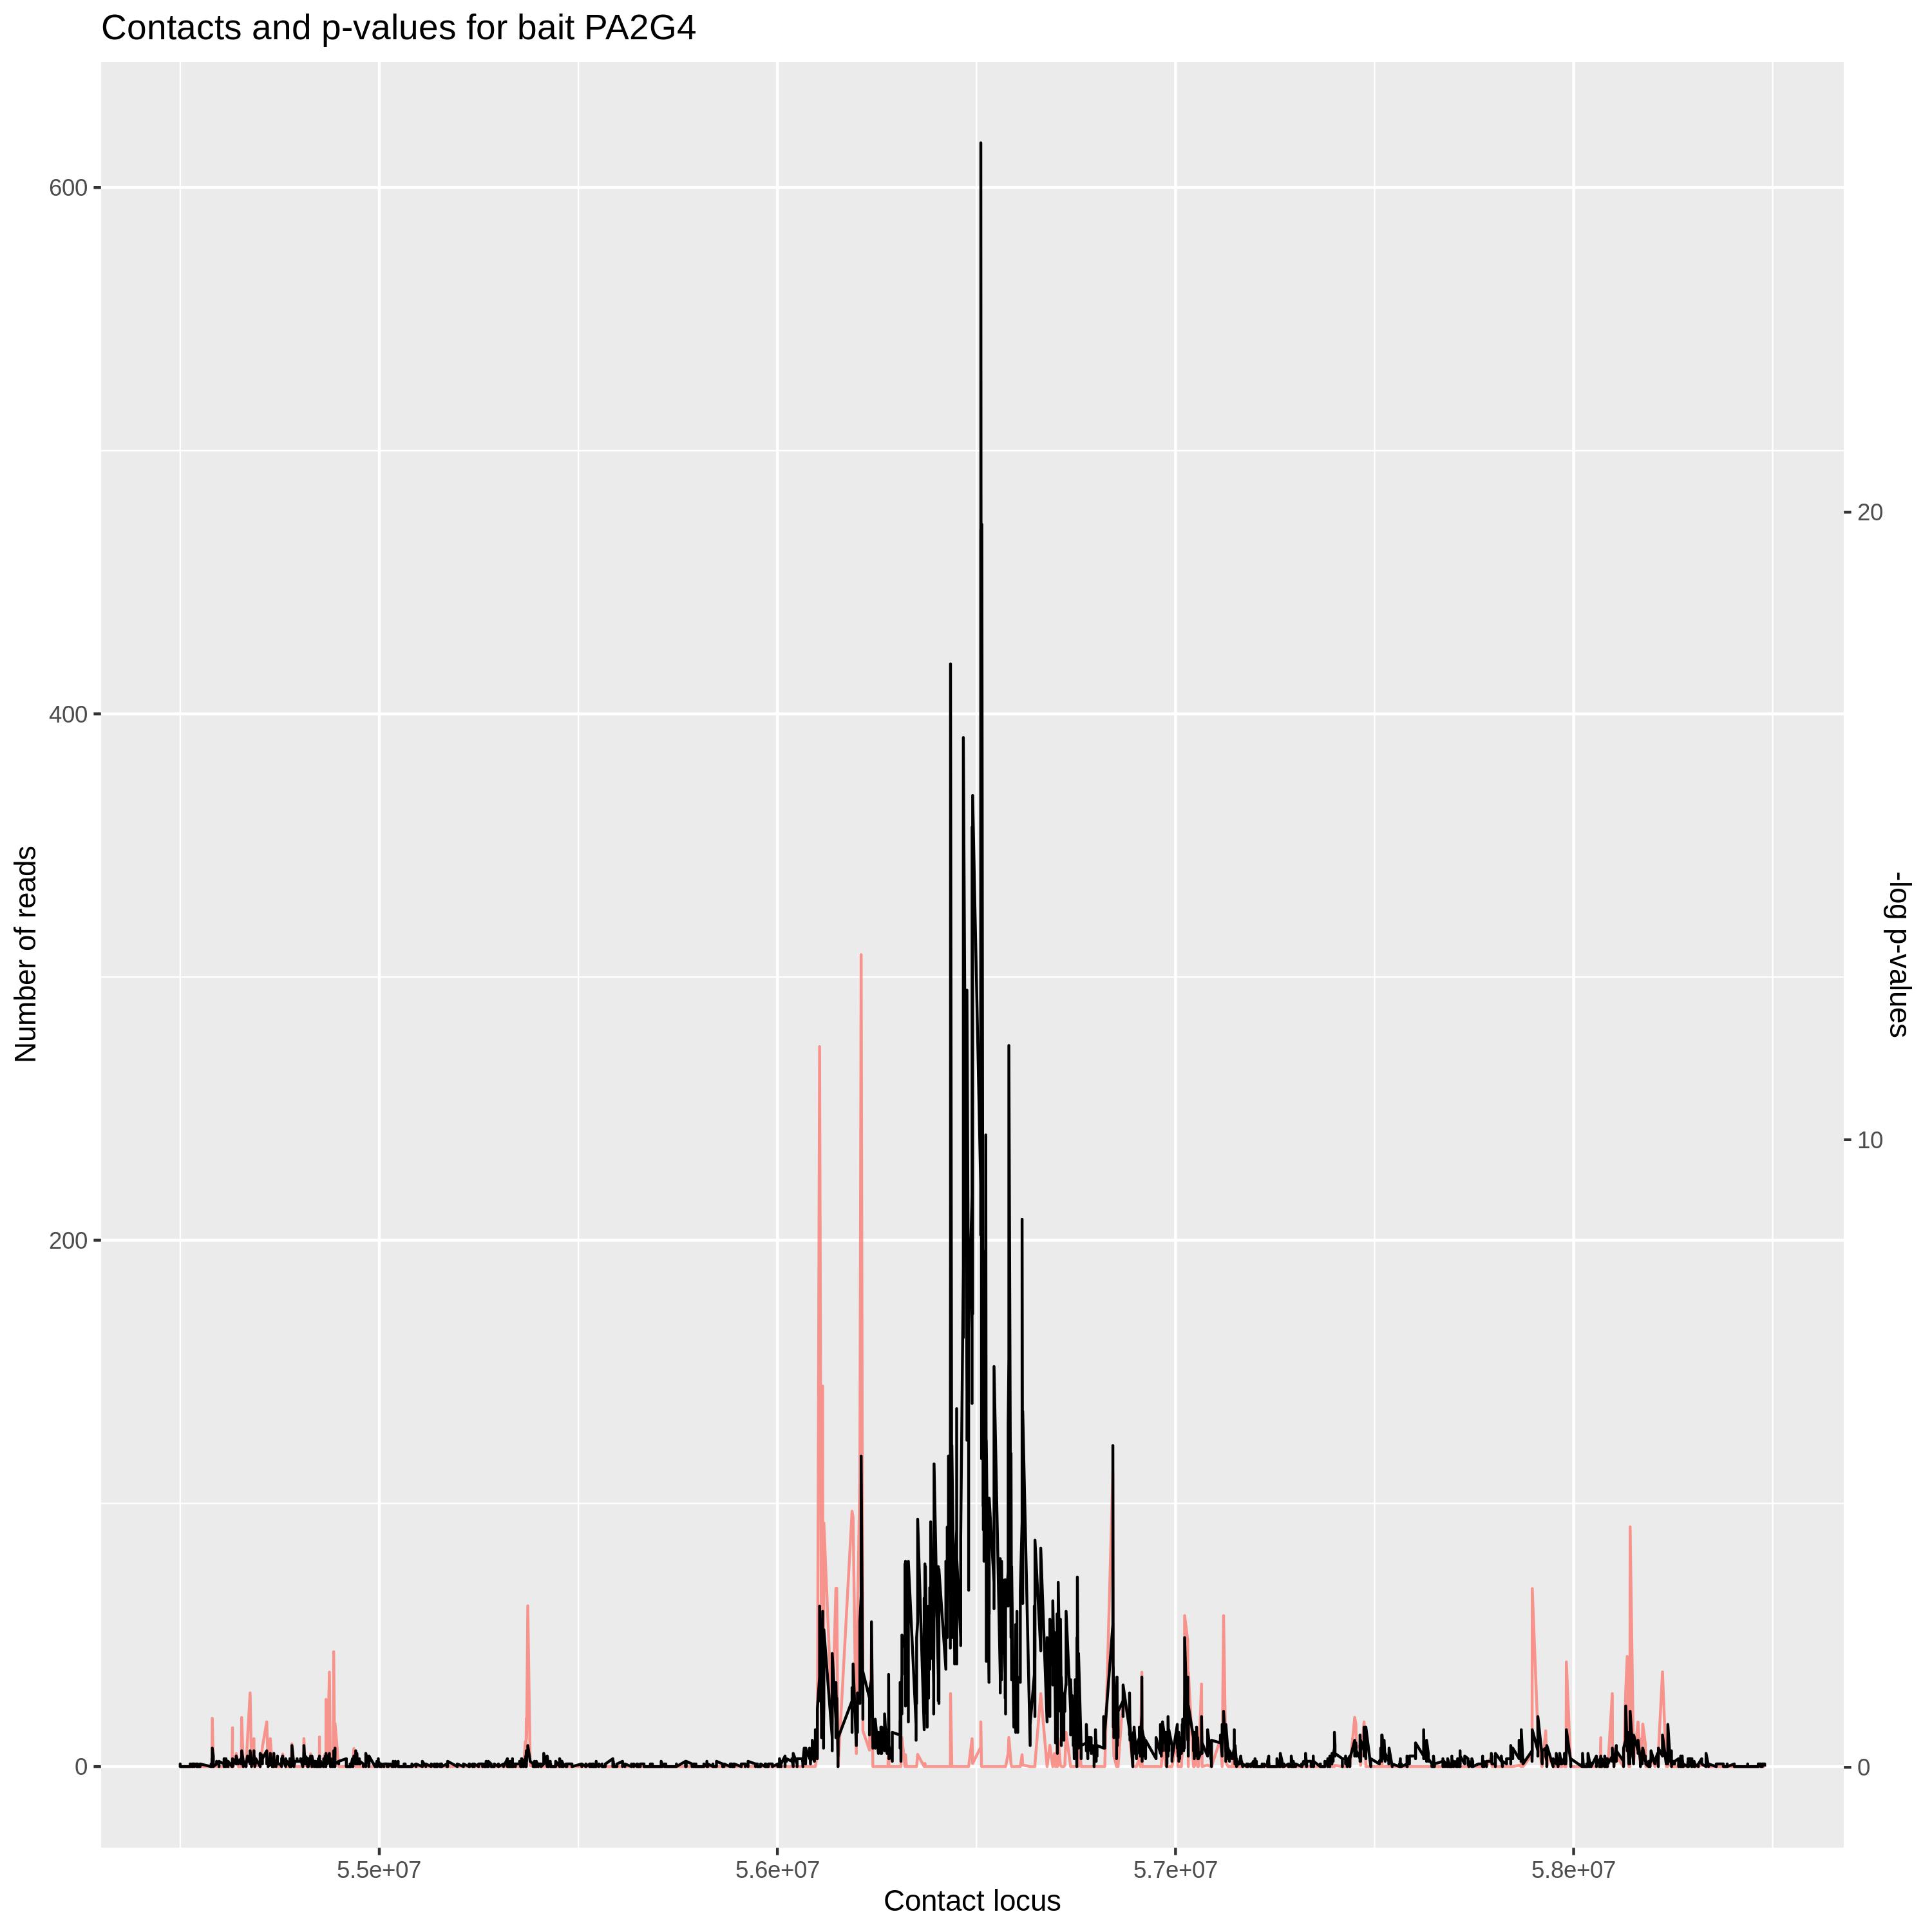 Contacts and p-values for bait PA2G4
600
400
200
0
Number of reads
20
10
0
-log p-values
5.5e+07
5.6e+07
5.7e+07
5.8e+07
Contact locus